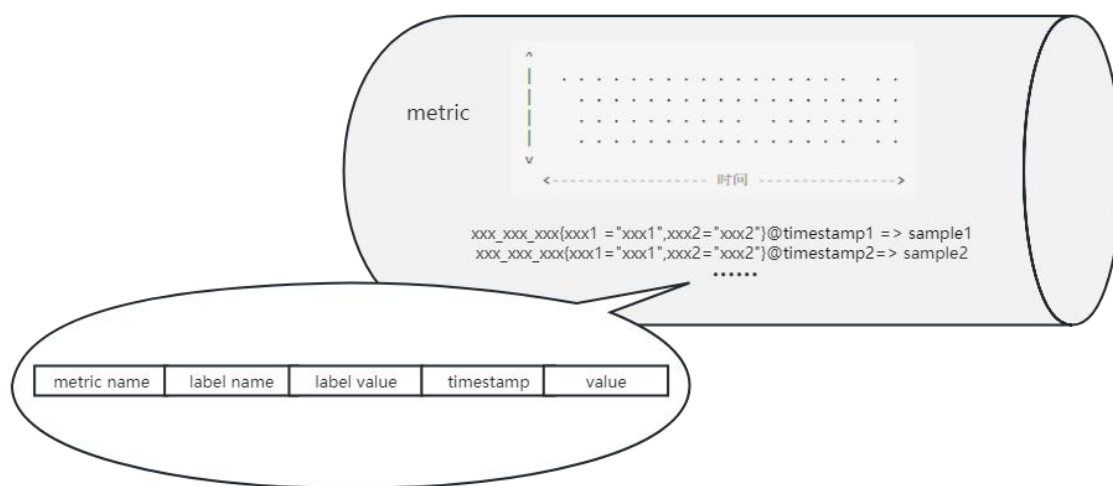 metric
时间
xxx_xxx_xxx{xxx1 ="xxx1",xxx2="xxx2"}@timestamp1 => sample1
xxx_xxx_xxx{xxx1="xxx1",xxx2="xxx2"}@timestamp2=> sample2
······
metric name label name label value timestamp value